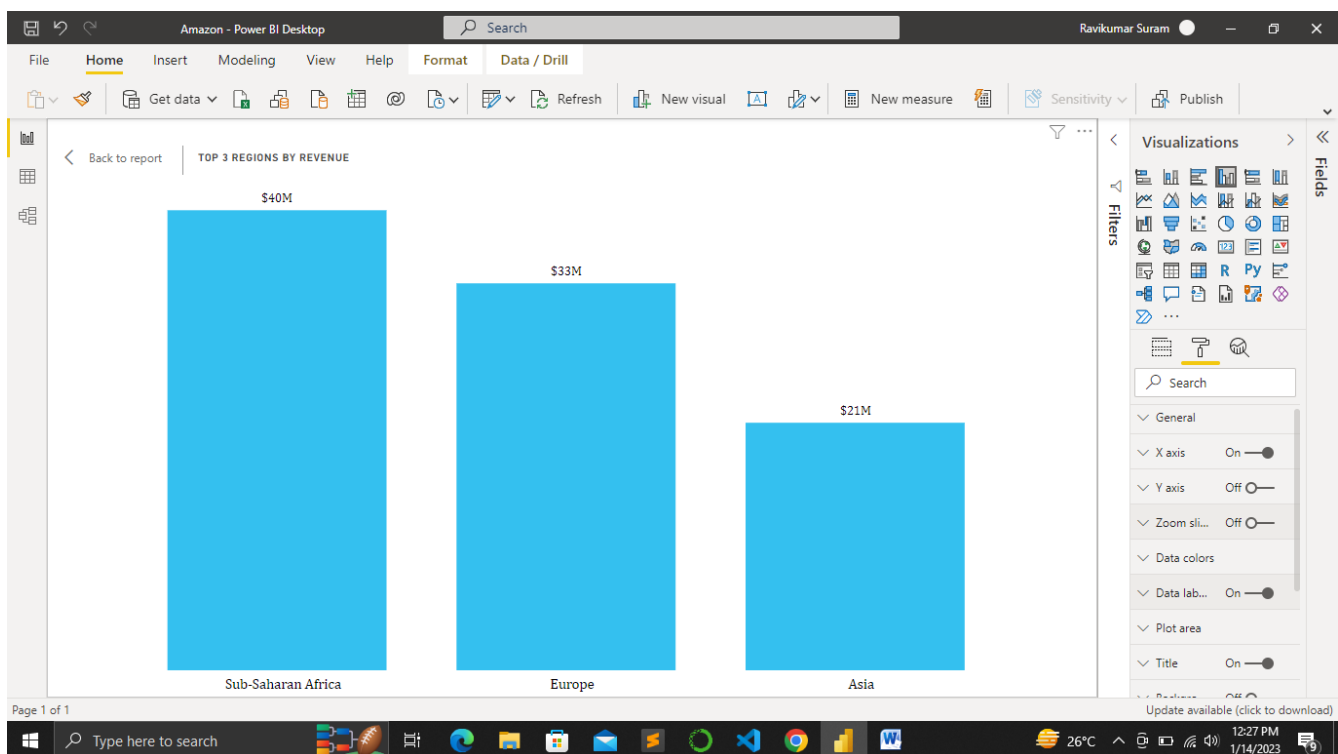 Amazon - Power BI Desktop
Search
Ravikumar Suram
File Home Insert Modeling View Help Format Data / Drill
Get data Refresh New visual A New measure Sensitivity Publish
Back to report
TOP 3 REGIONS BY REVENUE
$40M
$33M
$21M
Sub-Saharan Africa Europe Asia
Filters
Visualizations
Fields
123
R Py
Search
General
X axis On
Y axis Off
Zoom sli... Off
Data colors
Data lab... On
Plot area
Title On
Page 1 of 1
Update available (click to download)
Type here to search
W
26°C
12:27 PM
1/14/2023
9